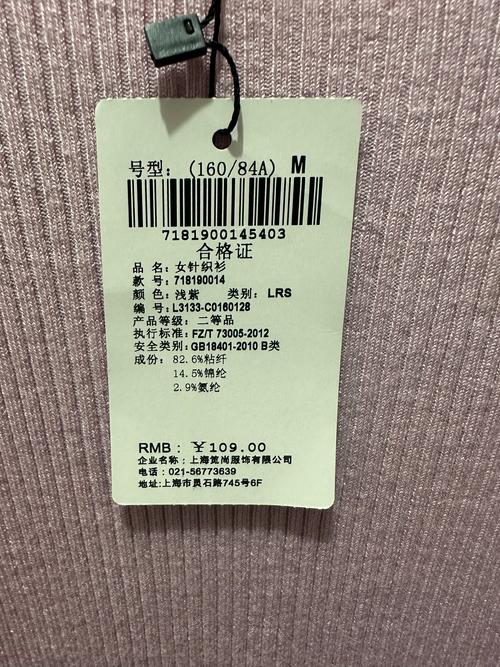 号型：(160/84A) M
7181900145403
合格证
品 名：女针织衫
款 号：718190014
颜 色：浅紫 类别：LRS
编 号：L3133-C0160128
产品等级：二等品
执行标准：FZ/T 73005-2012
安全类别：GB18401-2010 B类
成份：82.6%粘纤
14.5%锦纶
2.9%氨纶
RMB：￥109.00
企业名称：上海笕尚服饰有限公司
电话：021-56773639
地址:上海市灵石路745号6F